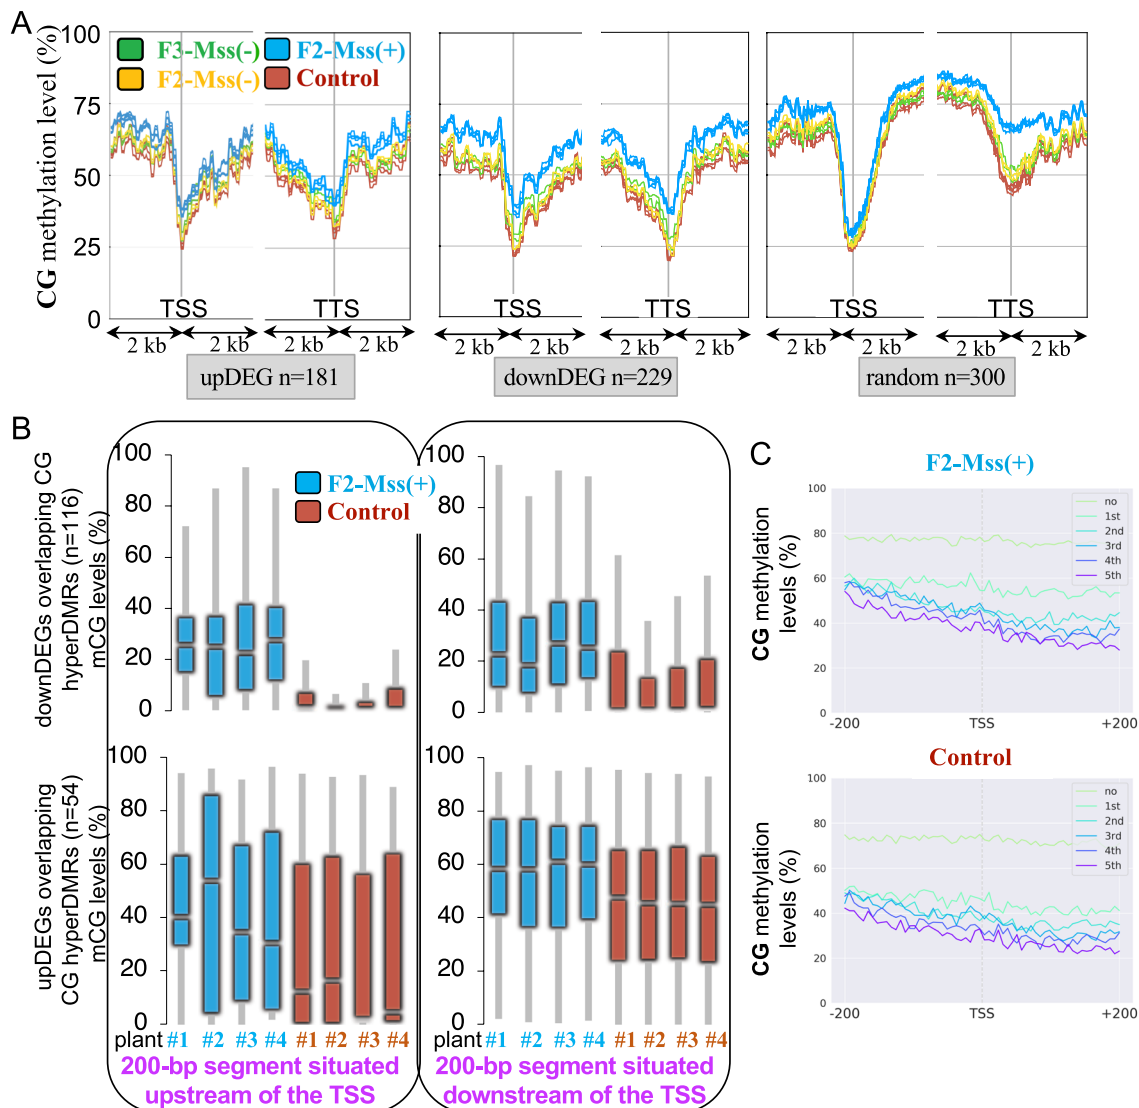 A
CG methylation level (%)
100
75
50
25
0
F3-Mss(-)
F2-Mss(+)
F2-Mss(-)
Control
TSS
TTS
TSS
TTS
TSS
TTS
2 kb
2 kb
2 kb
2 kb
2 kb
2 kb
2 kb
2 kb
2 kb
2 kb
2 kb
2 kb
upDEG n=181
downDEG n=229
random n=300
B
downDEGs overlapping CG
hyperDMRs (n=116)
mCG levels (%)
100
80
60
40
20
0
F2-Mss(+)
Control
100
80
60
40
20
0
upDEGs overlapping
CG hyperDMRs (n=54)
mCG levels (%)
100
80
60
40
20
0
100
80
60
40
20
0
plant #1 #2 #3 #4 #1 #2 #3 #4
plant #1 #2 #3 #4 #1 #2 #3 #4
200-bp segment situated
upstream of the TSS
200-bp segment situated
downstream of the TSS
C
F2-Mss(+)
CG methylation
levels (%)
100
80
60
40
20
0
no
1st
2nd
3rd
4th
5th
-200
TSS
+200
Control
CG methylation
levels (%)
100
80
60
40
20
0
no
1st
2nd
3rd
4th
5th
-200
TSS
+200